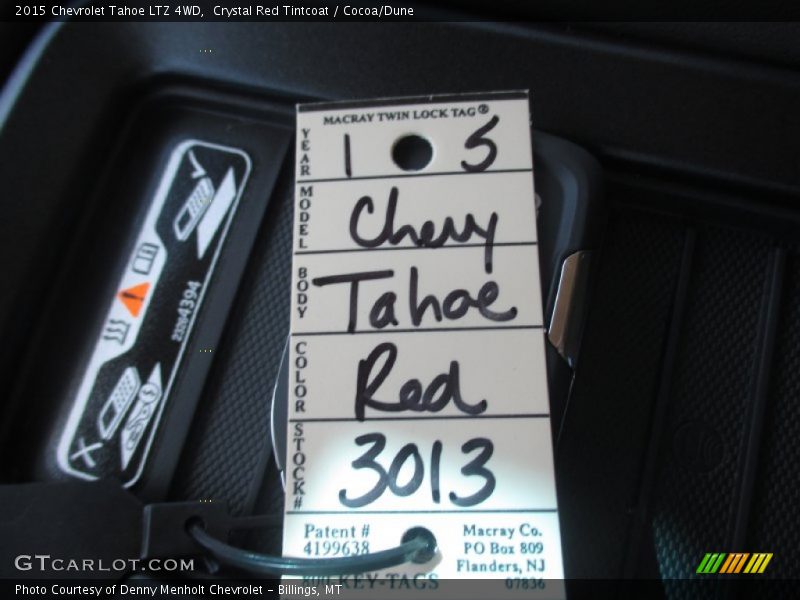 2015 Chevrolet Tahoe LTZ 4WD, Crystal Red Tintcoat / Cocoa/Dune
MACRAY TWIN LOCK TAG®
YEAR 1 5
MODEL Chevy
BODY Tahoe
COLOR Red
STOCK# 3013
Patent # Macray Co.
4199638 PO Box 809
Flanders, NJ
800-KEY-TAGS 07836
GTCARLOT.COM
Photo Courtesy of Denny Menholt Chevrolet – Billings, MT